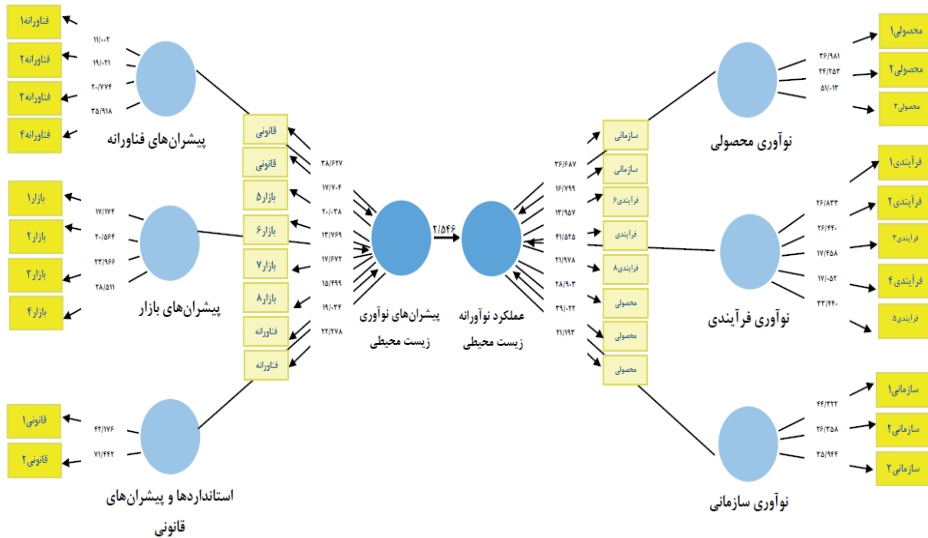 فناورانه۱
فناورانه۲
فناورانه۳
فناورانه۴
۱۱/۰۰۲
۱۹/۰۲۱
۲۰/۷۷۴
۳۵/۹۱۸
پیشران‌های فناورانه
بازار۱
بازار۲
بازار۳
بازار۴
۱۷/۱۷۴
۲۰/۵۶۴
۲۳/۹۶۶
۲۸/۵۱۱
پیشران‌های بازار
قانونی۱
قانونی۲
۴۲/۱۷۶
۷۱/۴۴۲
استانداردها و پیشران‌های
قانونی
قانونی
قانونی
بازار۵
بازار۶
بازار۷
بازار۸
فناورانه
فناورانه
۳۸/۶۲۷
۱۷/۷۰۴
۲۰/۰۳۸
۱۳/۷۶۹
۱۷/۶۷۲
۱۵/۴۹۹
۱۹/۰۳۴
۲۲/۲۷۸
پیشران‌های نوآوری
زیست محیطی
۲/۵۴۶
عملکرد نوآورانه
زیست محیطی
۳۶/۶۸۷
۱۶/۷۹۹
۱۳/۹۵۷
۴۱/۵۲۵
۲۱/۹۷۸
۲۸/۹۰۳
۳۹/۰۲۲
۲۱/۱۹۳
سازمانی
سازمانی
فرآیندی۶
فرآیندی
فرآیندی۸
محصولی
محصولی
محصولی
محصولی۱
محصولی۲
محصولی۳
۳۶/۹۸۱
۲۴/۲۵۳
۵۱/۰۱۳
نوآوری محصولی
فرآیندی۱
فرآیندی۲
فرآیندی۳
فرآیندی۴
فرآیندی۵
۲۶/۸۳۳
۲۶/۴۴۰
۱۷/۴۵۸
۱۷/۰۵۲
۳۲/۴۴۰
نوآوری فرآیندی
سازمانی۱
سازمانی۲
سازمانی۳
۴۴/۳۲۲
۲۶/۳۵۸
۳۵/۹۴۴
نوآوری سازمانی